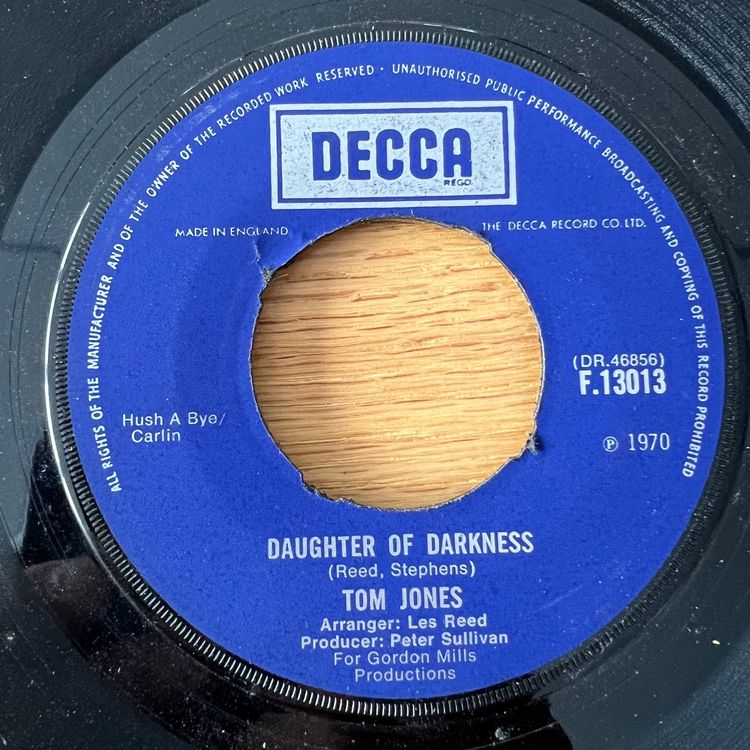 ALL RIGHTS OF THE MANUFACTURER AND OF THE OWNER OF THE RECORDED WORK RESERVED · UNAUTHORISED PUBLIC PERFORMANCE BROADCASTING AND COPYING OF THIS RECORD PROHIBITED
DECCA
REGD.
MADE IN ENGLAND
THE DECCA RECORD CO. LTD.
(DR.46856)
F.13013
Hush A Bye/
Carlin
℗ 1970
DAUGHTER OF DARKNESS
(Reed, Stephens)
TOM JONES
Arranger: Les Reed
Producer: Peter Sullivan
For Gordon Mills
Productions